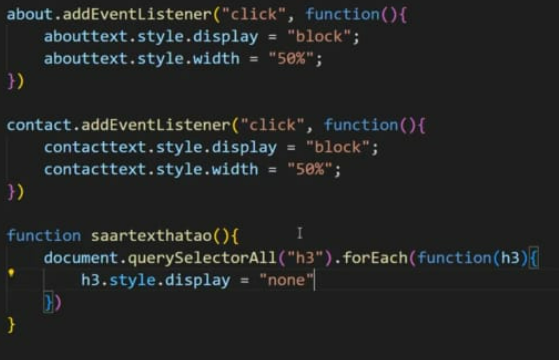 about.addEventListener("click", function(){
    abouttext.style.display = "block";
    abouttext.style.width = "50%";
})

contact.addEventListener("click", function(){
    contacttext.style.display = "block";
    contacttext.style.width = "50%";
})

function saartexthatao(){
    document.querySelectorAll("h3").forEach(function(h3){
        h3.style.display = "none"
    })
}